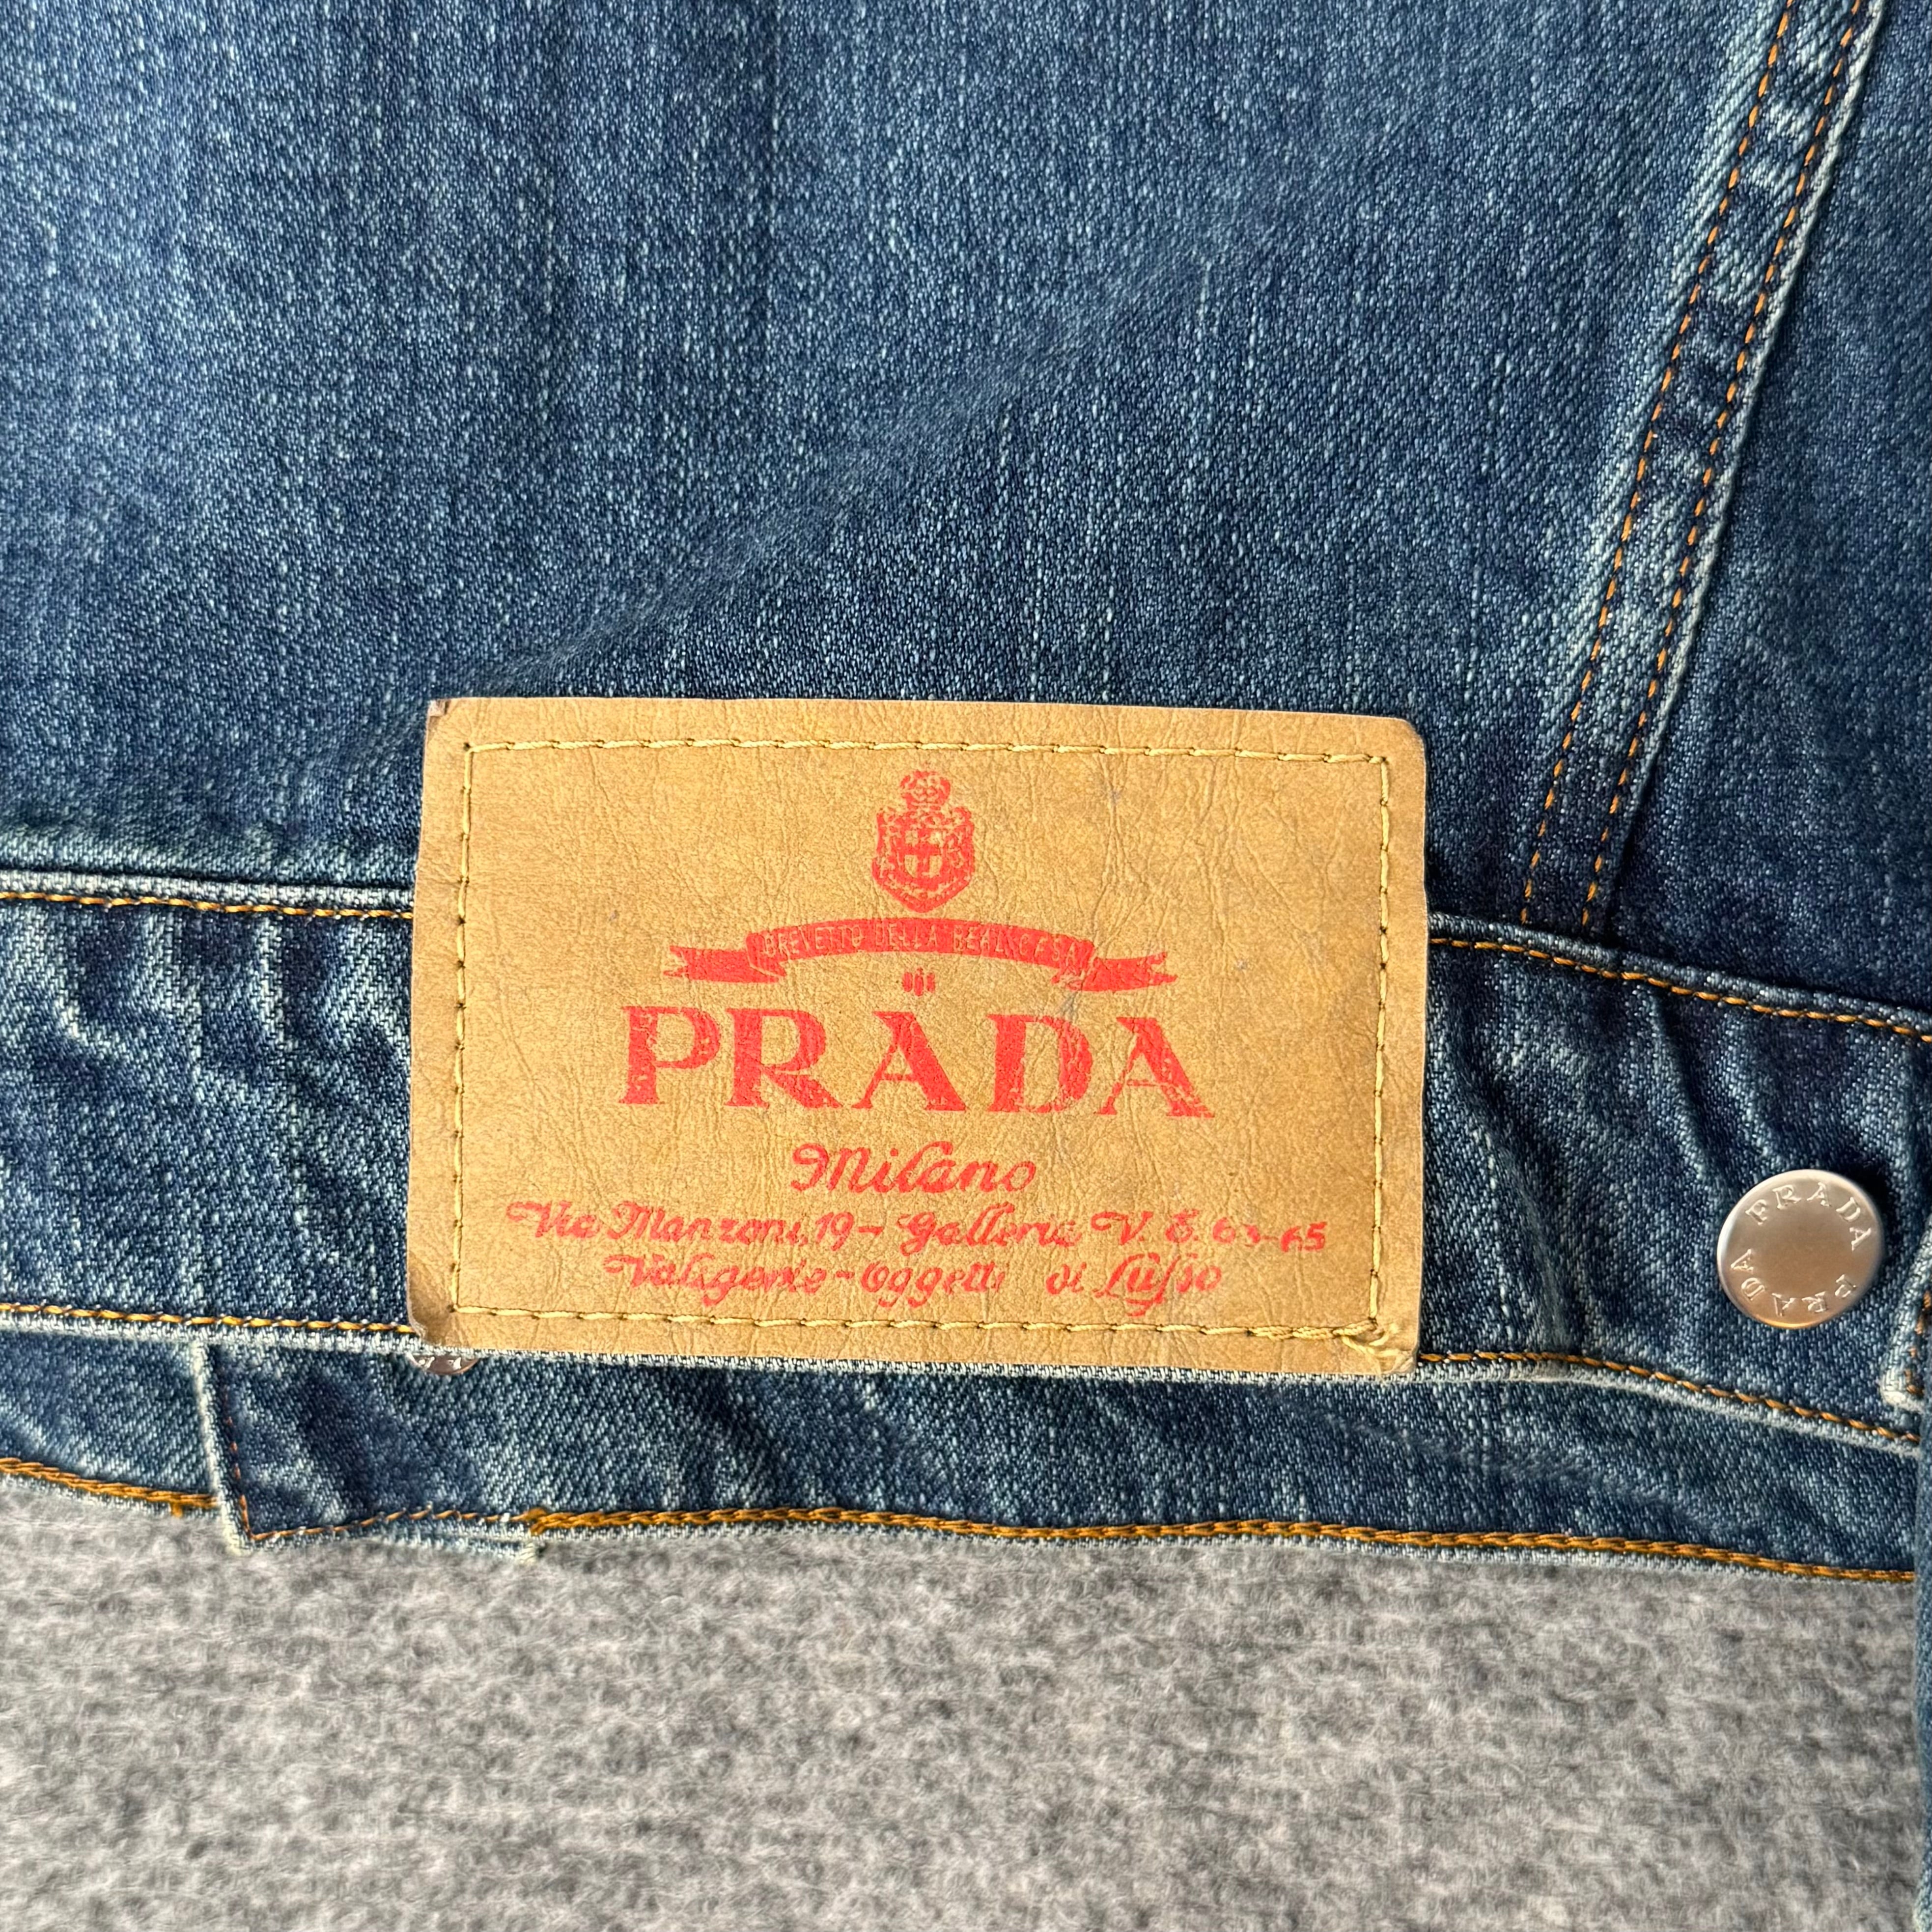 BREVETTO DELLA REAL CASA
PRADA
Milano
Via Manzoni, 19 - Galleria V. E. 63-65
Valigerie - Oggetti di Lusso
PRADA
PRADA